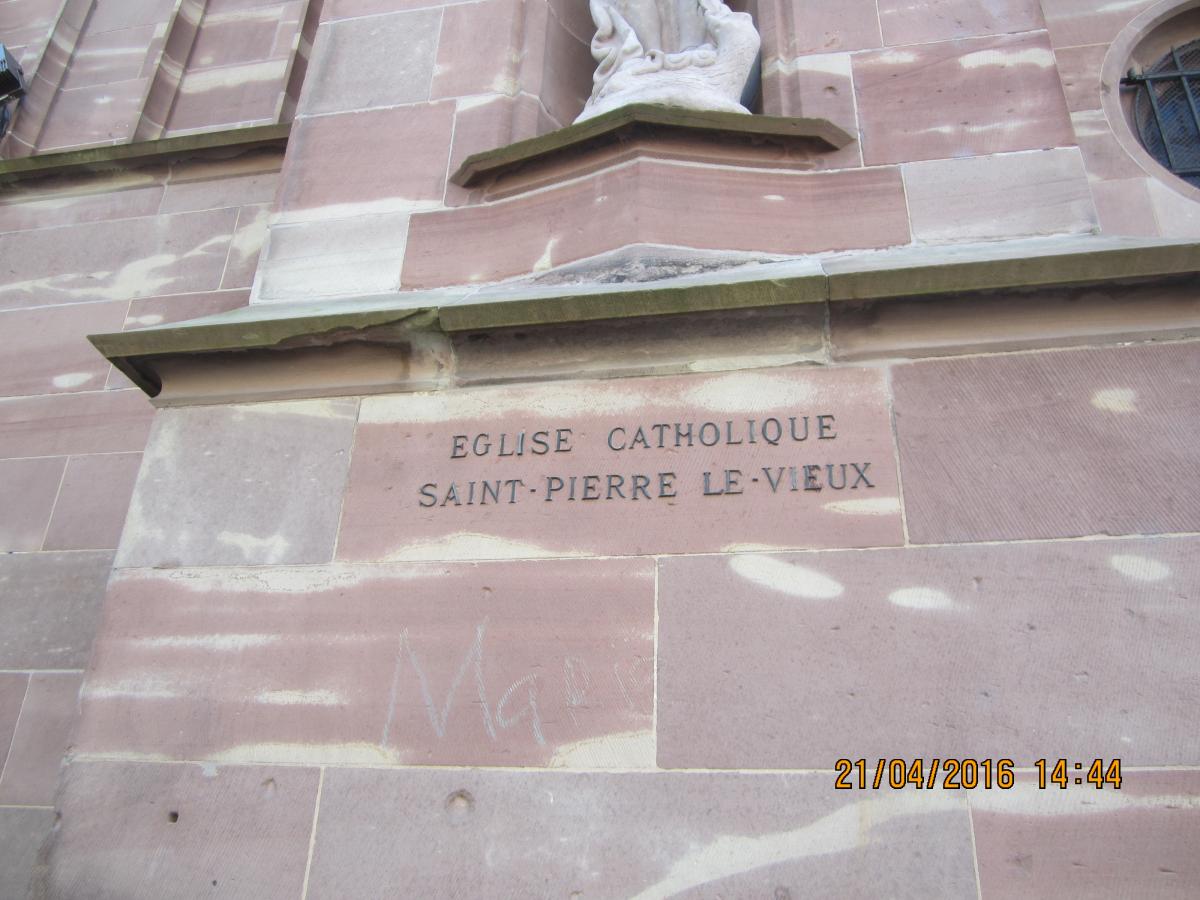 EGLISE CATHOLIQUE
SAINT-PIERRE LE-VIEUX
21/04/2016 14:44